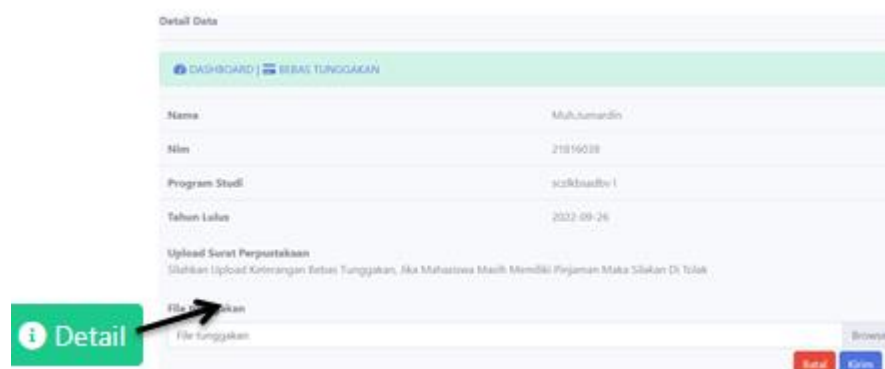 Detail Data
DASHBOARD | BEBAS TUNGGAKAN
Nama Muh.Jumardin
Nim 21816038
Program Studi
Tahun Lulus 2022-09-26
Upload Surat Perpustakaan
Silahkan Upload Keterangan Bebas Tunggakan, Jika Mahasiswa Masih Memiliki Pinjaman Maka Silakan Di Tolak
File
File tunggakan Browse
Batal Kirim
Detail